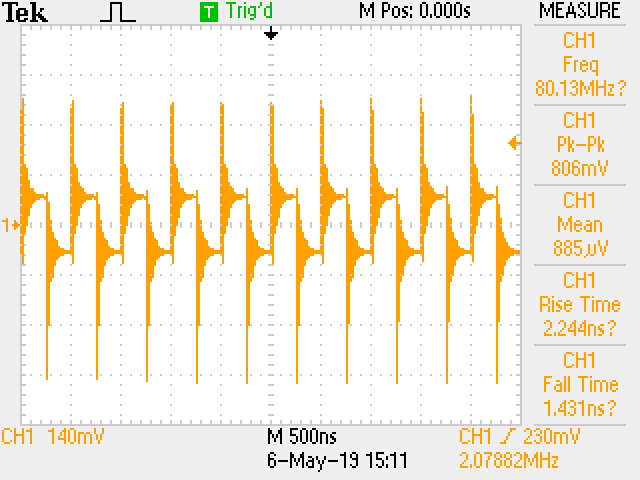 Tek T Trig'd M Pos: 0.000s MEASURE
CH1
Freq
80.13MHz?
CH1
Pk-Pk
806mV
CH1
Mean
885µV
CH1
Rise Time
2.244ns?
CH1
Fall Time
1.431ns?
1
CH1 140mV M 500ns CH1 230mV
6-May-19 15:11 2.07882MHz